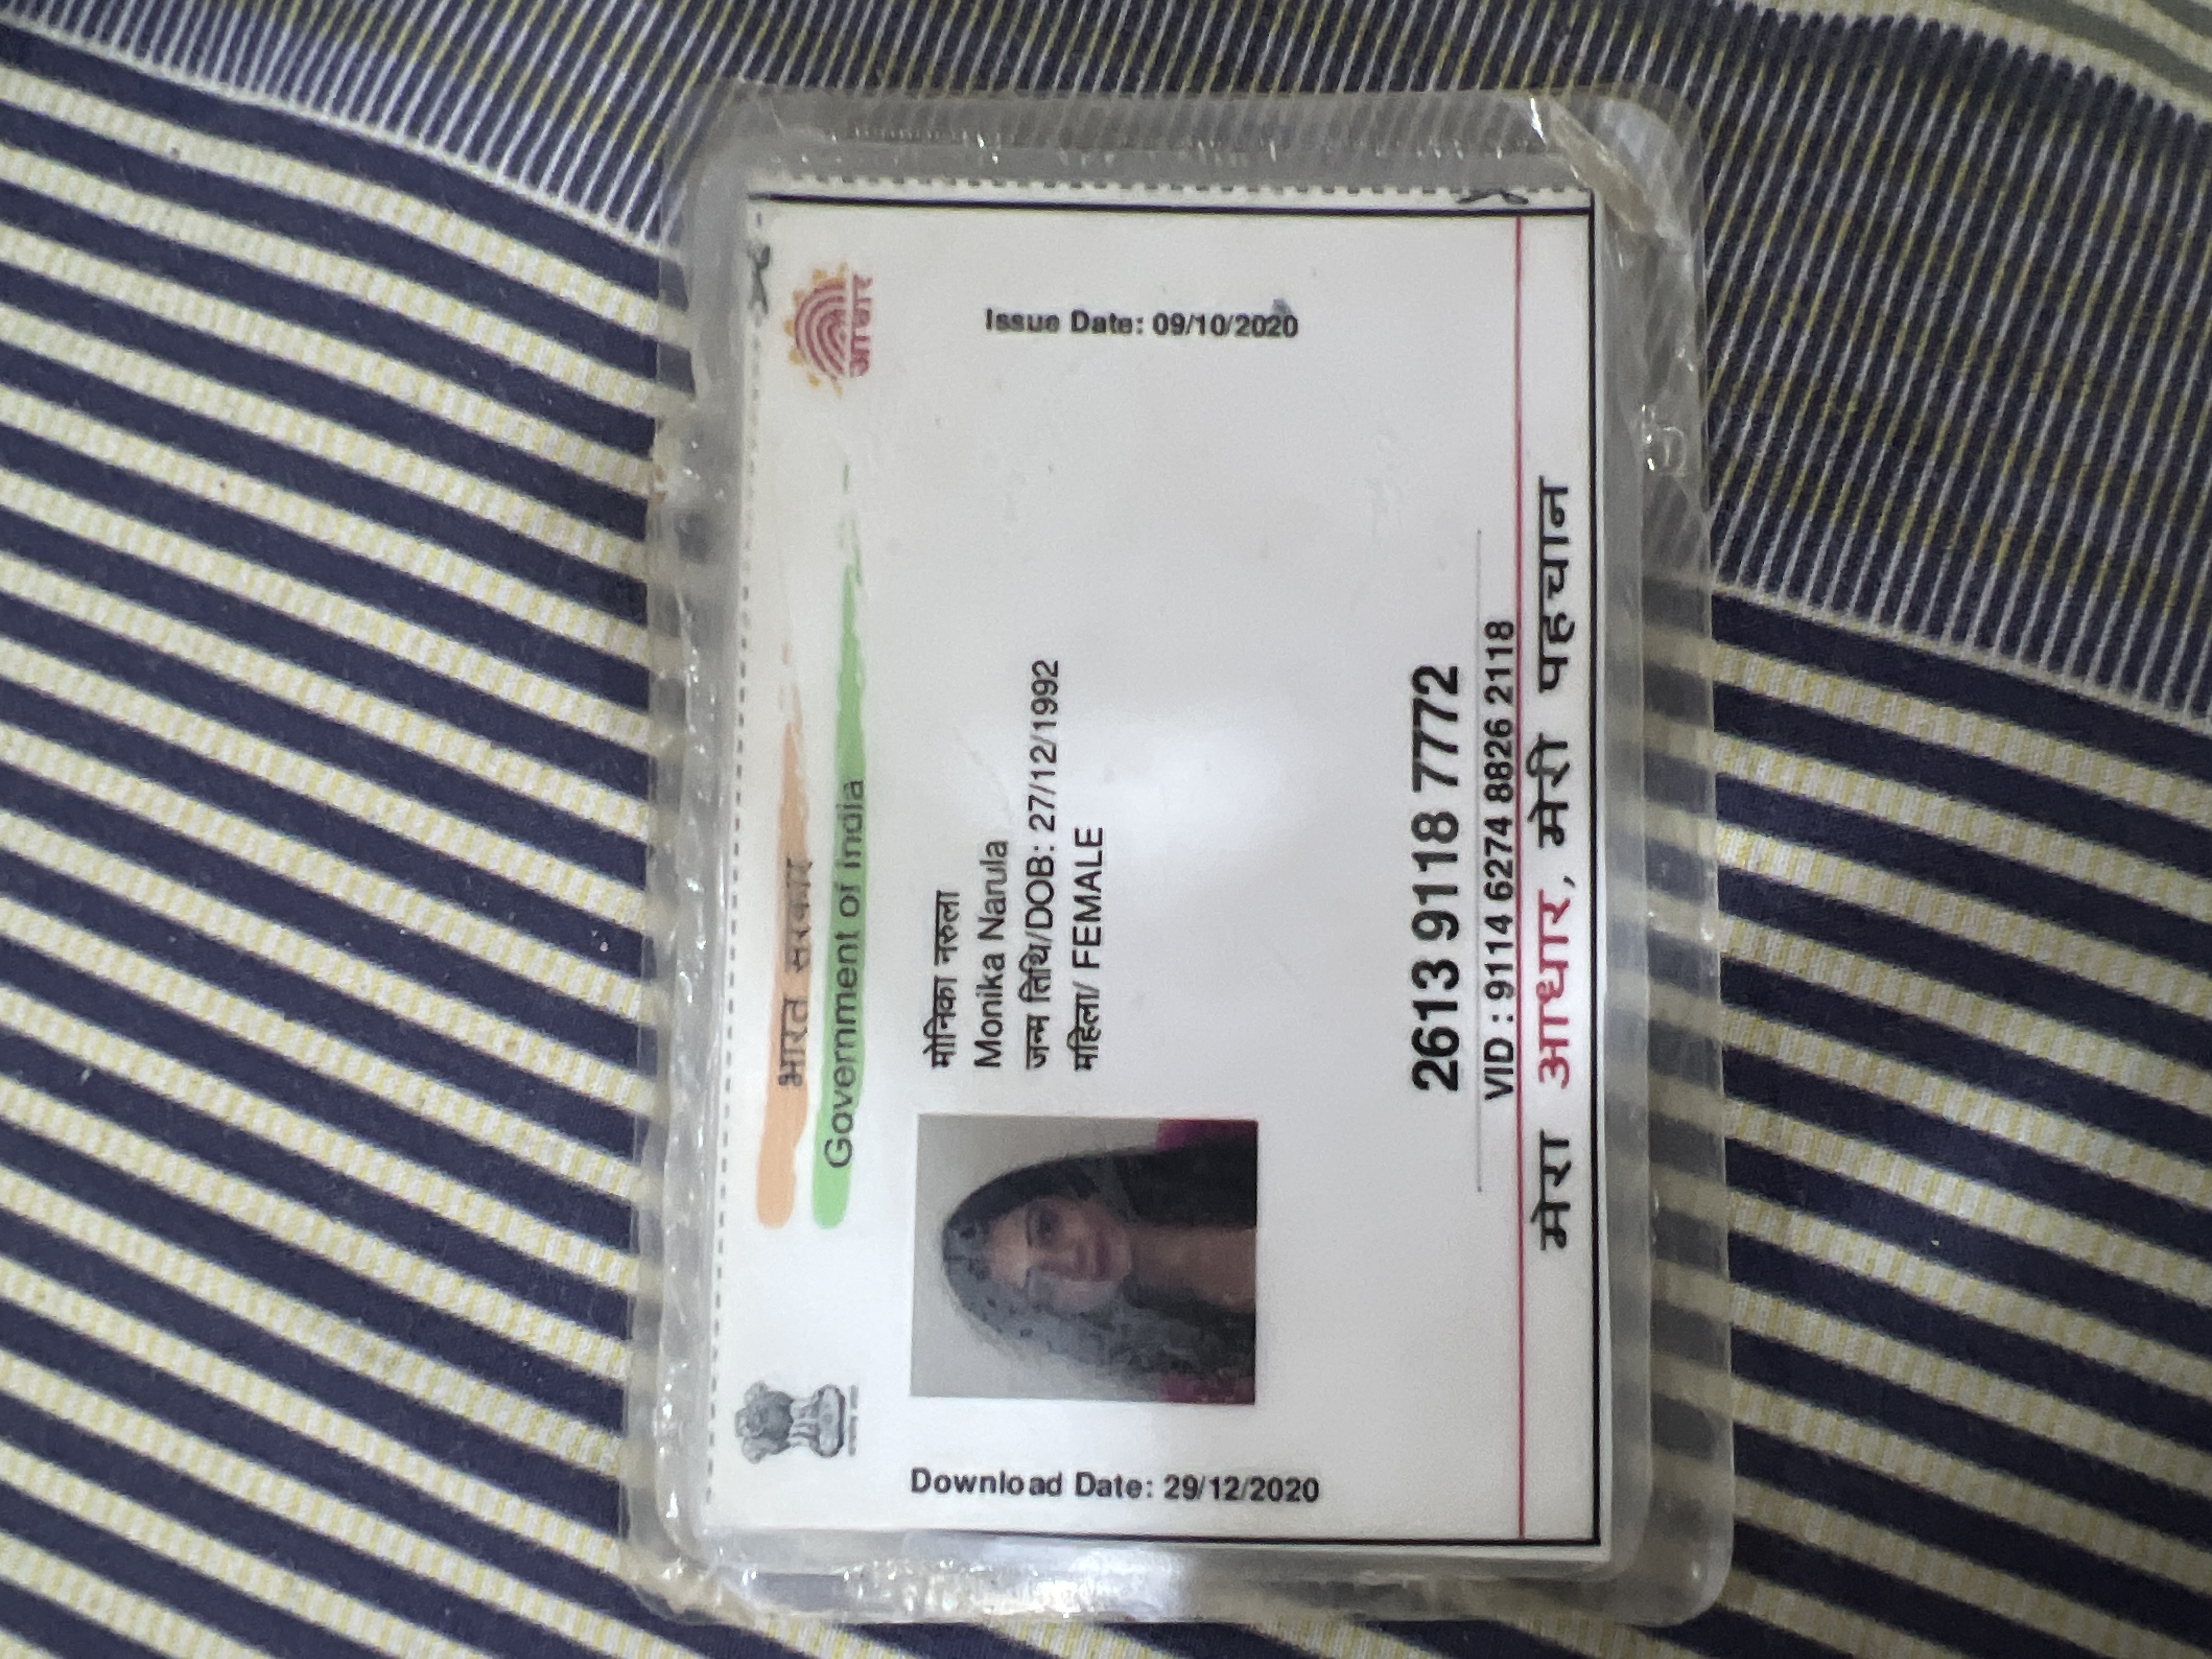 भारत सरकार
Government of India
आधार
Issue Date: 09/10/2020
Download Date: 29/12/2020
मोनिका नरुला
Monika Narula
जन्म तिथि/DOB: 27/12/1992
महिला/ FEMALE
2613 9118 7772
VID : 9114 6274 8826 2118
मेरा आधार, मेरी पहचान